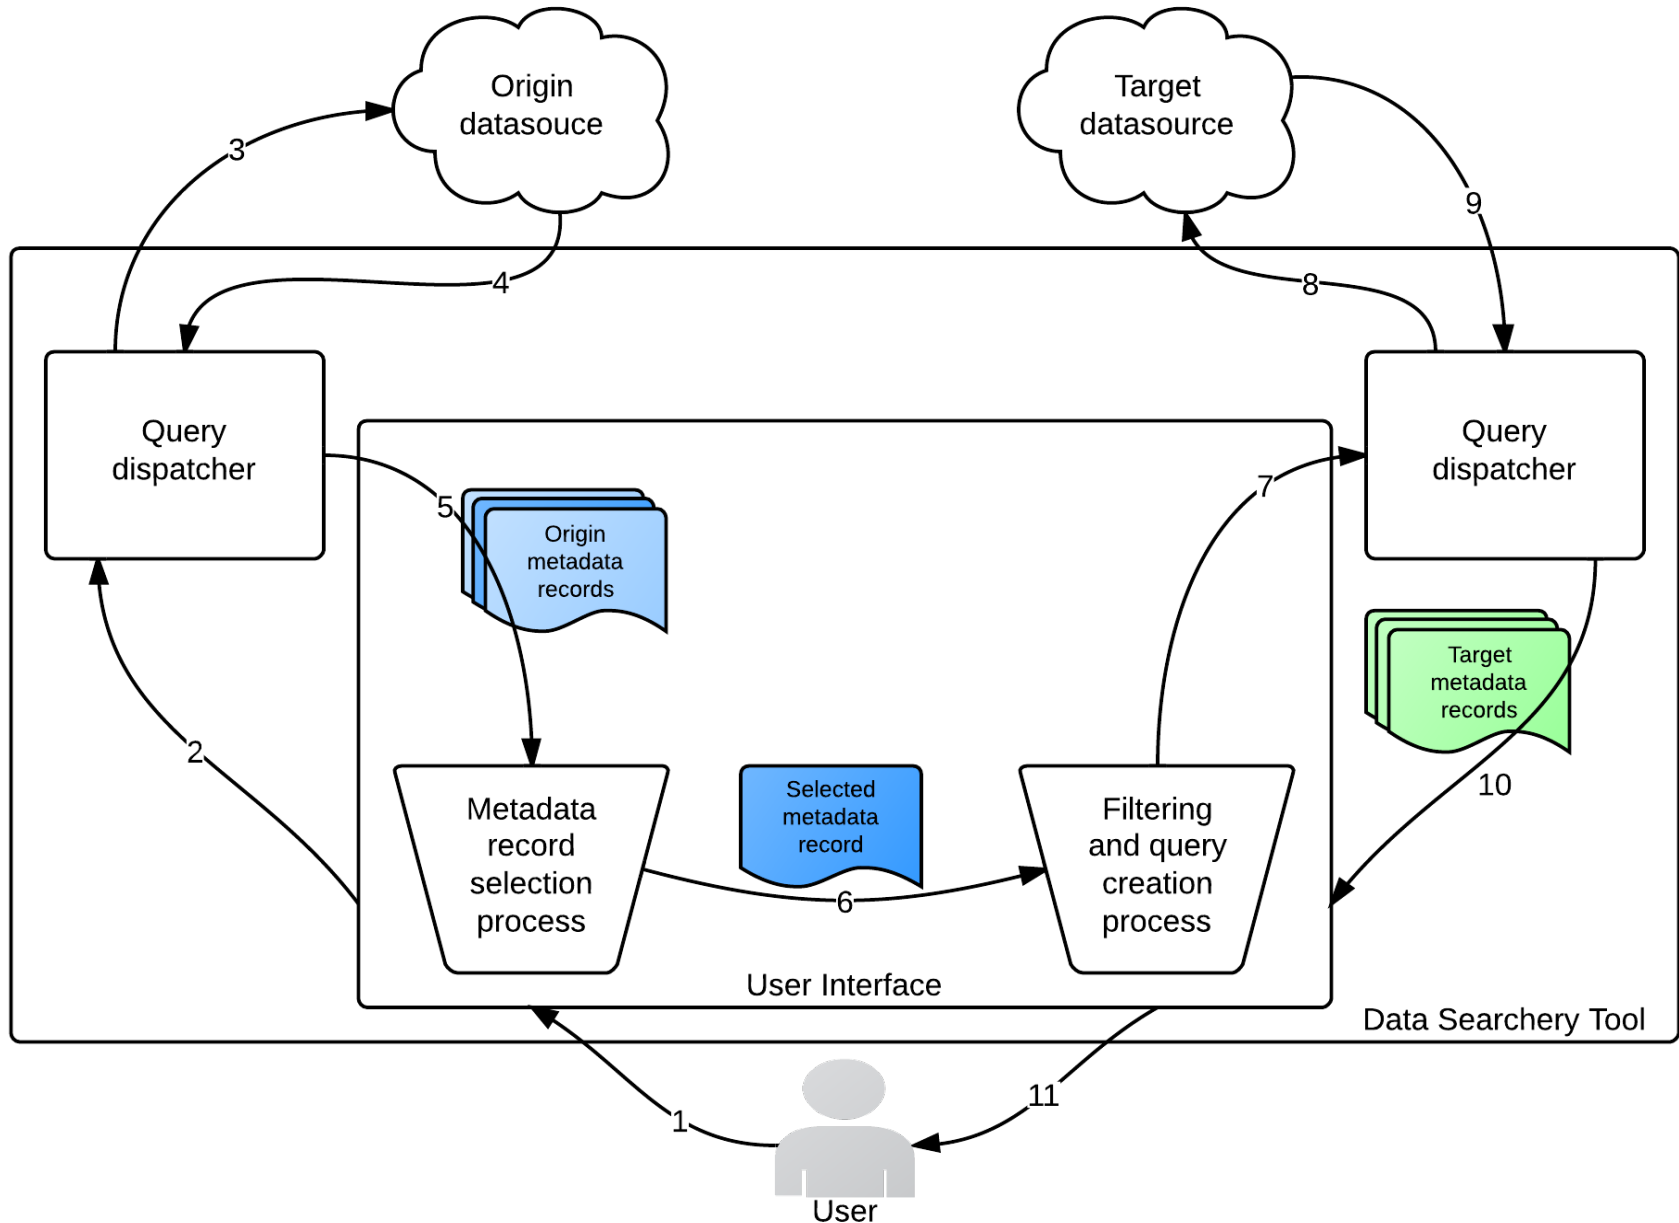 Origin
datasouce
Target
datasource
3
9
4
8
Query
dispatcher
Query
dispatcher
5
7
Origin
metadata
records
Target
metadata
records
2
10
Metadata
record
selection
process
Selected
metadata
record
Filtering
and query
creation
process
6
User Interface
Data Searchery Tool
1
11
User